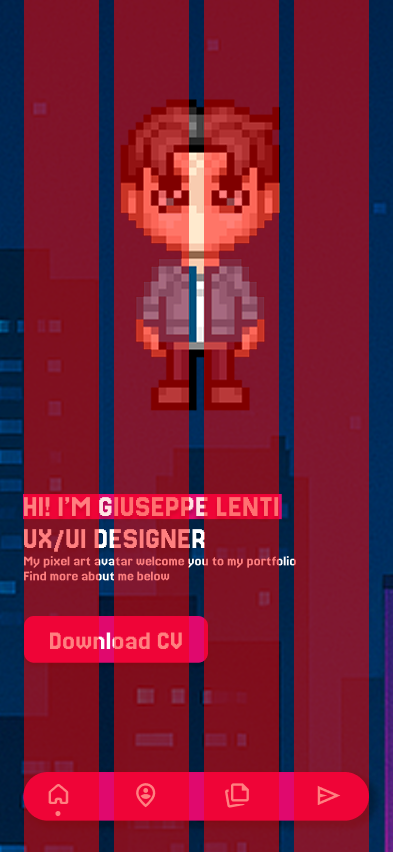 HI! I'M GIUSEPPE LENTI
UX/UI DESIGNER
My pixel art avatar welcome you to my portfolio
Find more about me below
Download CV